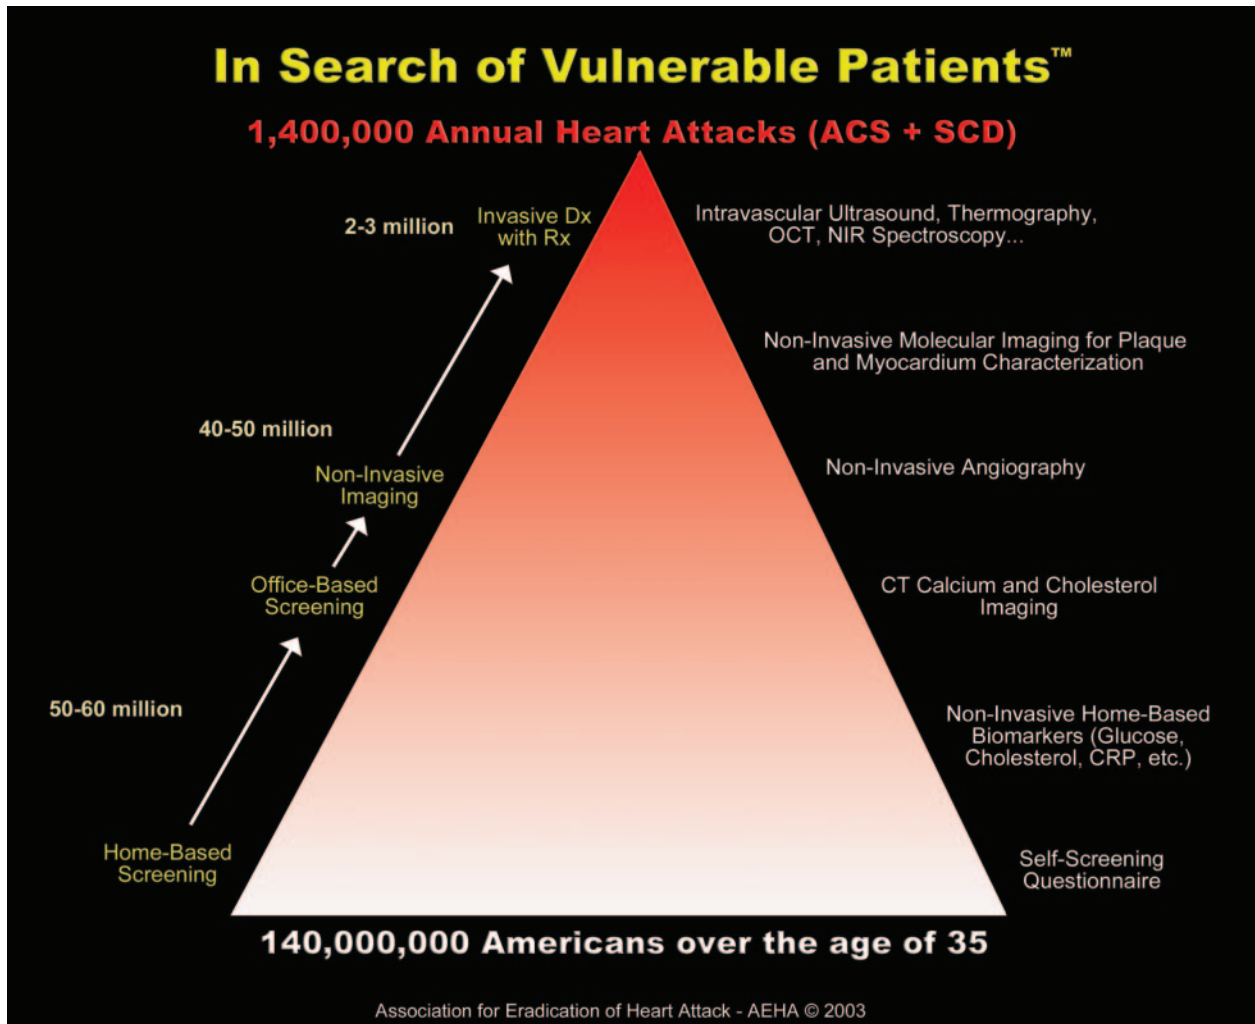 In Search of Vulnerable Patients™
1,400,000 Annual Heart Attacks (ACS + SCD)
2-3 million
Invasive Dx
with Rx
Intravascular Ultrasound, Thermography,
OCT, NIR Spectroscopy...
Non-Invasive Molecular Imaging for Plaque
and Myocardium Characterization
40-50 million
Non-Invasive
Imaging
Non-Invasive Angiography
Office-Based
Screening
CT Calcium and Cholesterol
Imaging
50-60 million
Non-Invasive Home-Based
Biomarkers (Glucose,
Cholesterol, CRP, etc.)
Home-Based
Screening
Self-Screening
Questionnaire
140,000,000 Americans over the age of 35
Association for Eradication of Heart Attack - AEHA © 2003